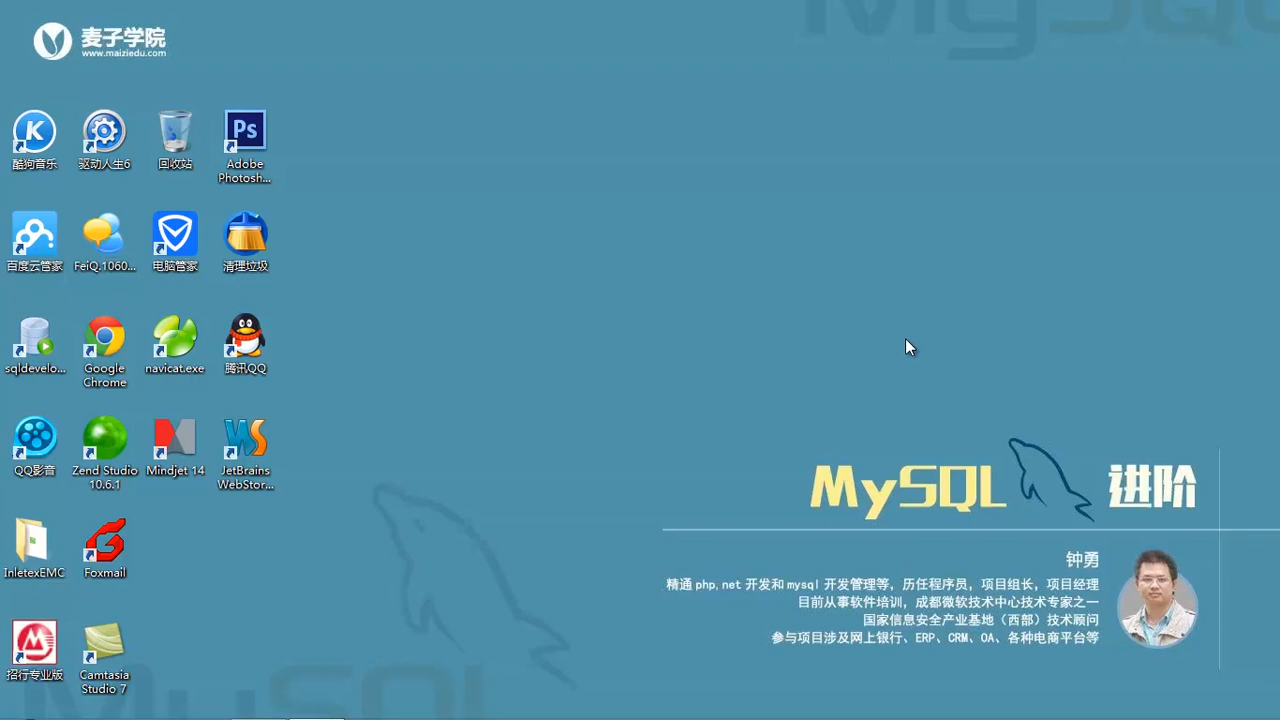 麦子学院
www.maiziedu.com
MySQL
酷狗音乐
驱动人生6
回收站
Adobe
Photosh...
百度云管家
FeiQ.1060...
电脑管家
清理垃圾
sqldevelo...
Google
Chrome
navicat.exe
腾讯QQ
QQ影音
Zend Studio
10.6.1
Mindjet 14
JetBrains
WebStor...
InletexEMC
Foxmail
招行专业版
Camtasia
Studio 7
MySQL 进阶
钟勇
精通php,net开发和mysql开发管理等，历任程序员，项目组长，项目经理
目前从事软件培训，成都微软技术中心技术专家之一
国家信息安全产业基地（西部）技术顾问
参与项目涉及网上银行、ERP、CRM、OA、各种电商平台等
MySQL